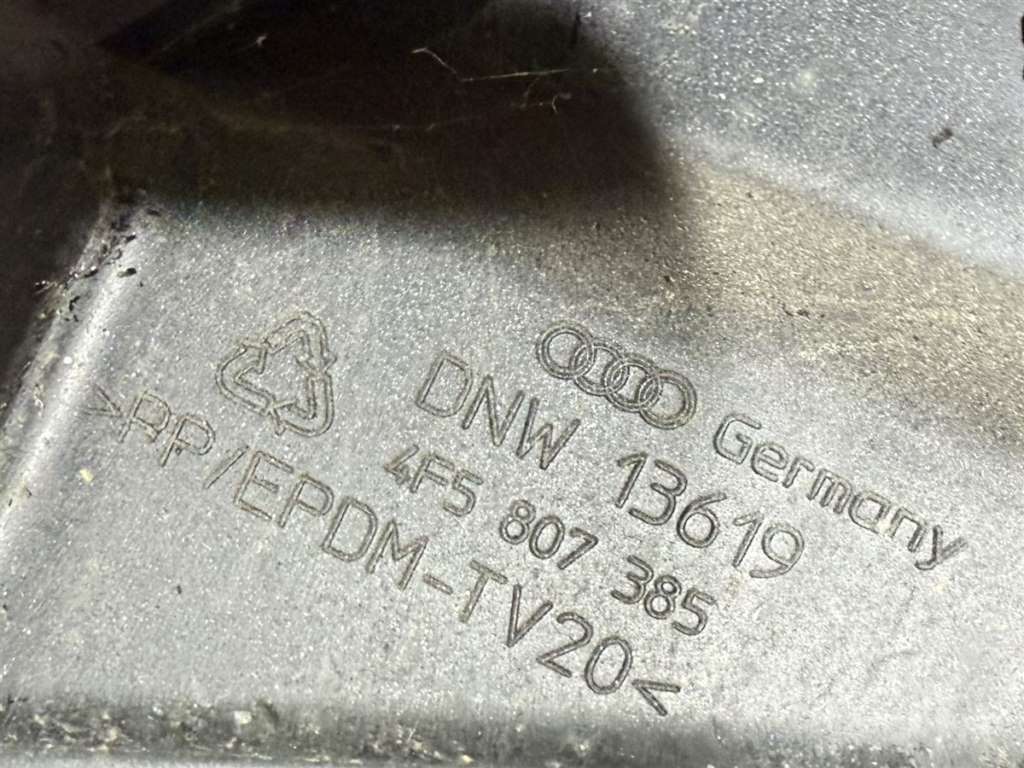 Germany
DNW 13619
4F5 807 385
>PP/EPDM-TV20<